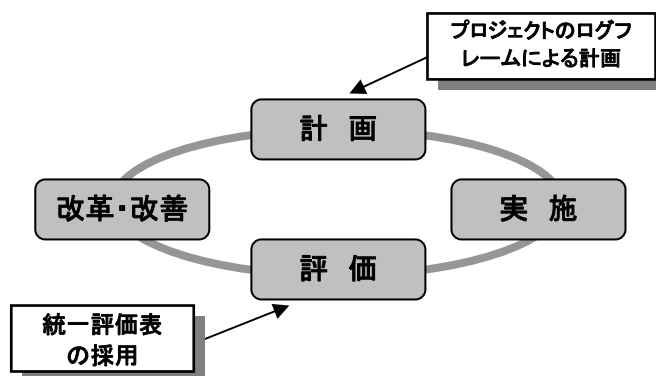 プロジェクトのログフ
レームによる計画
計 画
改革・改善
実 施
評 価
統一評価表
の採用